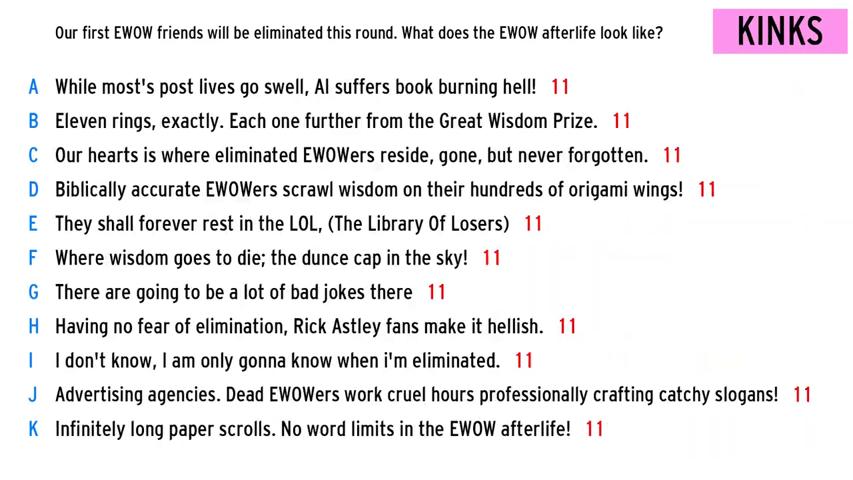 Our first EWOW friends will be eliminated this round. What does the EWOW afterlife look like?
KINKS
A While most's post lives go swell, AI suffers book burning hell! 11
B Eleven rings, exactly. Each one further from the Great Wisdom Prize. 11
C Our hearts is where eliminated EWOWers reside, gone, but never forgotten. 11
D Biblically accurate EWOWers scrawl wisdom on their hundreds of origami wings! 11
E They shall forever rest in the LOL, (The Library Of Losers) 11
F Where wisdom goes to die; the dunce cap in the sky! 11
G There are going to be a lot of bad jokes there 11
H Having no fear of elimination, Rick Astley fans make it hellish. 11
I I don't know, I am only gonna know when i'm eliminated. 11
J Advertising agencies. Dead EWOWers work cruel hours professionally crafting catchy slogans! 11
K Infinitely long paper scrolls. No word limits in the EWOW afterlife! 11